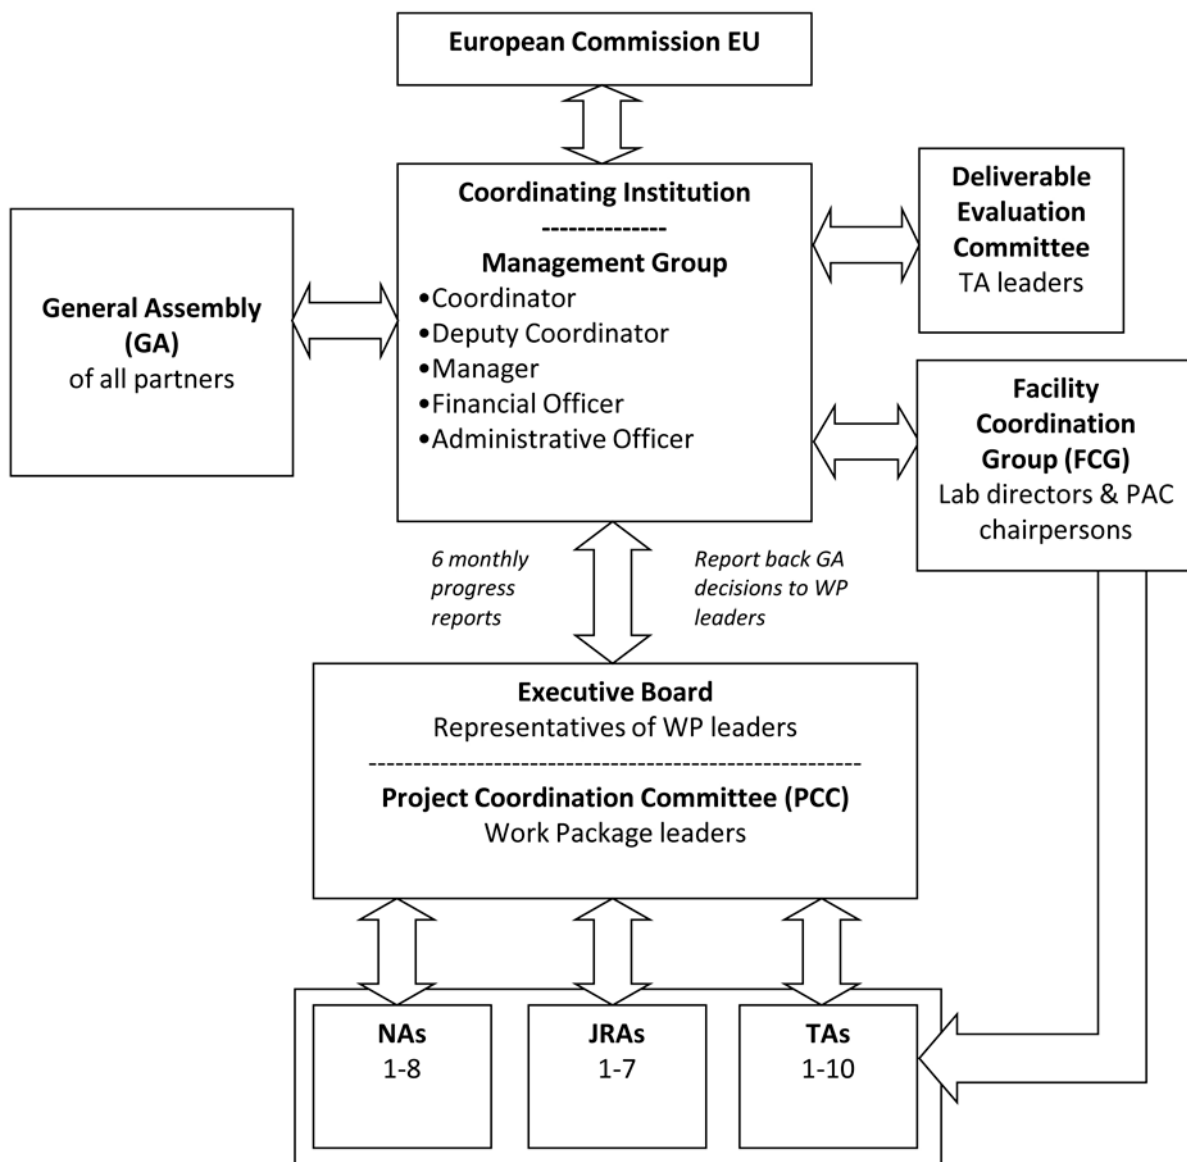 European Commission EU
Coordinating Institution
--------------
Management Group
•Coordinator
•Deputy Coordinator
•Manager
•Financial Officer
•Administrative Officer
Deliverable
Evaluation
Committee
TA leaders
General Assembly
(GA)
of all partners
Facility
Coordination
Group (FCG)
Lab directors & PAC
chairpersons
6 monthly
progress
reports
Report back GA
decisions to WP
leaders
Executive Board
Representatives of WP leaders
-------------------------------------------------------
Project Coordination Committee (PCC)
Work Package leaders
NAs
1-8
JRAs
1-7
TAs
1-10